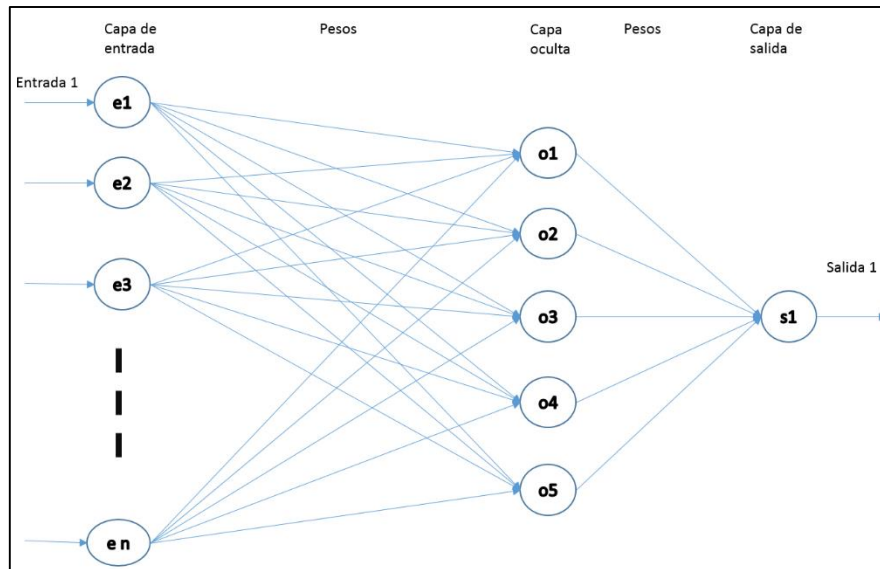 Capa de
entrada
Pesos
Capa
oculta
Pesos
Capa de
salida
Entrada 1
e1
e2
e3
e n
o1
o2
o3
o4
o5
s1
Salida 1